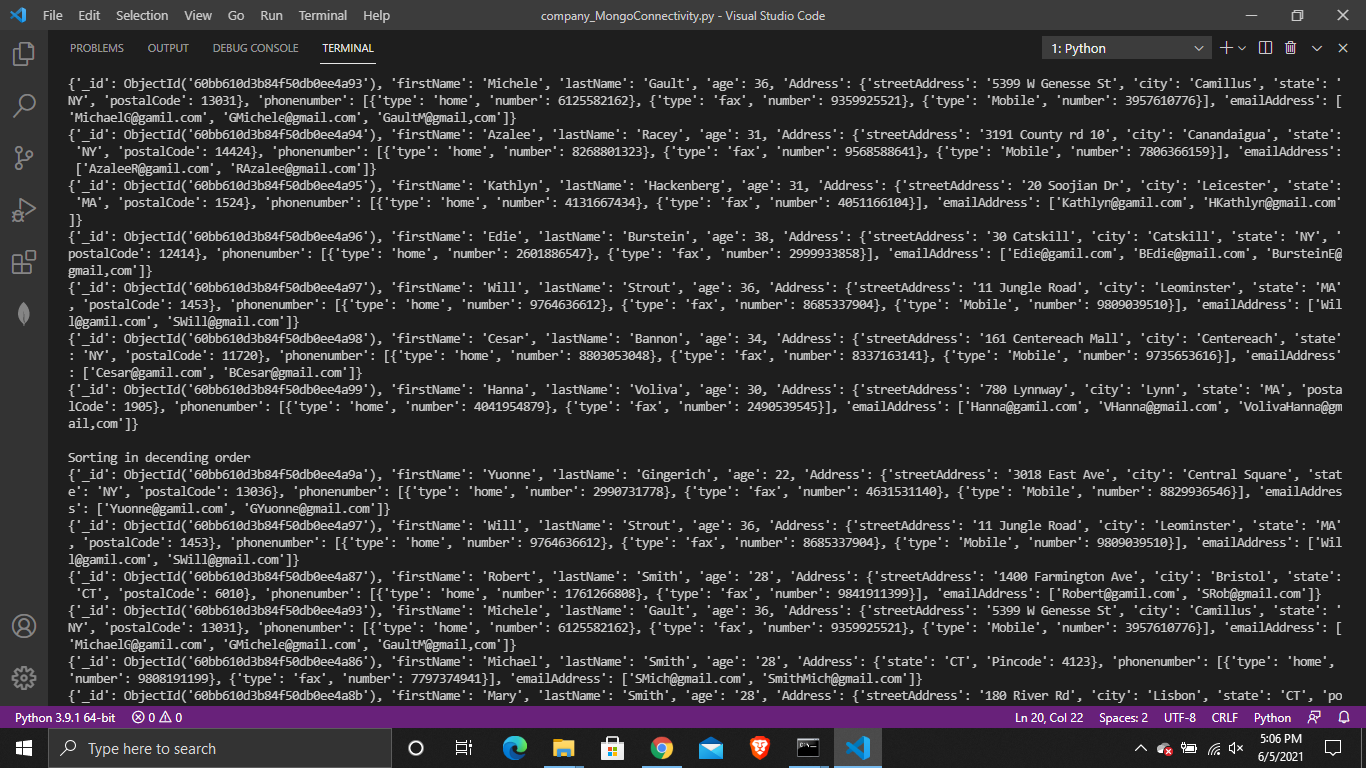 File Edit Selection View Go Run Terminal Help
company_MongoConnectivity.py - Visual Studio Code
PROBLEMS OUTPUT DEBUG CONSOLE TERMINAL
1: Python
{'_id': ObjectId('60bb610d3b84f50db0ee4a93'), 'firstName': 'Michele', 'lastName': 'Gault', 'age': 36, 'Address': {'streetAddress': '5399 W Genesse St', 'city': 'Camillus', 'state': '
NY', 'postalCode': 13031}, 'phonenumber': [{'type': 'home', 'number': 6125582162}, {'type': 'fax', 'number': 9359925521}, {'type': 'Mobile', 'number': 3957610776}], 'emailAddress': [
'MichaelG@gamil.com', 'GMichele@gmail.com', 'GaultM@gmail,com']}
{'_id': ObjectId('60bb610d3b84f50db0ee4a94'), 'firstName': 'Azalee', 'lastName': 'Racey', 'age': 31, 'Address': {'streetAddress': '3191 County rd 10', 'city': 'Canandaigua', 'state':
'NY', 'postalCode': 14424}, 'phonenumber': [{'type': 'home', 'number': 8268801323}, {'type': 'fax', 'number': 9568588641}, {'type': 'Mobile', 'number': 7806366159}], 'emailAddress':
['AzaleeR@gamil.com', 'RAzalee@gmail.com']}
{'_id': ObjectId('60bb610d3b84f50db0ee4a95'), 'firstName': 'Kathlyn', 'lastName': 'Hackenberg', 'age': 31, 'Address': {'streetAddress': '20 Soojian Dr', 'city': 'Leicester', 'state':
'MA', 'postalCode': 1524}, 'phonenumber': [{'type': 'home', 'number': 4131667434}, {'type': 'fax', 'number': 4051166104}], 'emailAddress': ['Kathlyn@gamil.com', 'HKathlyn@gmail.com'
]}
{'_id': ObjectId('60bb610d3b84f50db0ee4a96'), 'firstName': 'Edie', 'lastName': 'Burstein', 'age': 38, 'Address': {'streetAddress': '30 Catskill', 'city': 'Catskill', 'state': 'NY', '
postalCode': 12414}, 'phonenumber': [{'type': 'home', 'number': 2601886547}, {'type': 'fax', 'number': 2999933858}], 'emailAddress': ['Edie@gamil.com', 'BEdie@gmail.com', 'BursteinE@
gmail,com']}
{'_id': ObjectId('60bb610d3b84f50db0ee4a97'), 'firstName': 'Will', 'lastName': 'Strout', 'age': 36, 'Address': {'streetAddress': '11 Jungle Road', 'city': 'Leominster', 'state': 'MA'
, 'postalCode': 1453}, 'phonenumber': [{'type': 'home', 'number': 9764636612}, {'type': 'fax', 'number': 8685337904}, {'type': 'Mobile', 'number': 9809039510}], 'emailAddress': ['Wil
l@gamil.com', 'SWill@gmail.com']}
{'_id': ObjectId('60bb610d3b84f50db0ee4a98'), 'firstName': 'Cesar', 'lastName': 'Bannon', 'age': 34, 'Address': {'streetAddress': '161 Centereach Mall', 'city': 'Centereach', 'state'
: 'NY', 'postalCode': 11720}, 'phonenumber': [{'type': 'home', 'number': 8803053048}, {'type': 'fax', 'number': 8337163141}, {'type': 'Mobile', 'number': 9735653616}], 'emailAddress'
: ['Cesar@gamil.com', 'BCesar@gmail.com']}
{'_id': ObjectId('60bb610d3b84f50db0ee4a99'), 'firstName': 'Hanna', 'lastName': 'Voliva', 'age': 30, 'Address': {'streetAddress': '780 Lynnway', 'city': 'Lynn', 'state': 'MA', 'posta
lCode': 1905}, 'phonenumber': [{'type': 'home', 'number': 4041954879}, {'type': 'fax', 'number': 2490539545}], 'emailAddress': ['Hanna@gamil.com', 'VHanna@gmail.com', 'VolivaHanna@gm
ail,com']}
Sorting in decending order
{'_id': ObjectId('60bb610d3b84f50db0ee4a9a'), 'firstName': 'Yuonne', 'lastName': 'Gingerich', 'age': 22, 'Address': {'streetAddress': '3018 East Ave', 'city': 'Central Square', 'stat
e': 'NY', 'postalCode': 13036}, 'phonenumber': [{'type': 'home', 'number': 2990731778}, {'type': 'fax', 'number': 4631531140}, {'type': 'Mobile', 'number': 8829936546}], 'emailAddres
s': ['Yuonne@gamil.com', 'GYuonne@gmail.com']}
{'_id': ObjectId('60bb610d3b84f50db0ee4a97'), 'firstName': 'Will', 'lastName': 'Strout', 'age': 36, 'Address': {'streetAddress': '11 Jungle Road', 'city': 'Leominster', 'state': 'MA'
, 'postalCode': 1453}, 'phonenumber': [{'type': 'home', 'number': 9764636612}, {'type': 'fax', 'number': 8685337904}, {'type': 'Mobile', 'number': 9809039510}], 'emailAddress': ['Wil
l@gamil.com', 'SWill@gmail.com']}
{'_id': ObjectId('60bb610d3b84f50db0ee4a87'), 'firstName': 'Robert', 'lastName': 'Smith', 'age': '28', 'Address': {'streetAddress': '1400 Farmington Ave', 'city': 'Bristol', 'state':
'CT', 'postalCode': 6010}, 'phonenumber': [{'type': 'home', 'number': 1761266808}, {'type': 'fax', 'number': 9841911399}], 'emailAddress': ['Robert@gamil.com', 'SRob@gmail.com']}
{'_id': ObjectId('60bb610d3b84f50db0ee4a93'), 'firstName': 'Michele', 'lastName': 'Gault', 'age': 36, 'Address': {'streetAddress': '5399 W Genesse St', 'city': 'Camillus', 'state': '
NY', 'postalCode': 13031}, 'phonenumber': [{'type': 'home', 'number': 6125582162}, {'type': 'fax', 'number': 9359925521}, {'type': 'Mobile', 'number': 3957610776}], 'emailAddress': [
'MichaelG@gamil.com', 'GMichele@gmail.com', 'GaultM@gmail,com']}
{'_id': ObjectId('60bb610d3b84f50db0ee4a86'), 'firstName': 'Michael', 'lastName': 'Smith', 'age': '28', 'Address': {'state': 'CT', 'Pincode': 4123}, 'phonenumber': [{'type': 'home',
'number': 9808191199}, {'type': 'fax', 'number': 7797374941}], 'emailAddress': ['SMich@gmail.com', 'SmithMich@gmail.com']}
{'_id': ObjectId('60bb610d3b84f50db0ee4a8b'), 'firstName': 'Mary', 'lastName': 'Smith', 'age': '28', 'Address': {'streetAddress': '180 River Rd', 'city': 'Lisbon', 'state': 'CT', 'po
Python 3.9.1 64-bit 0 0 Ln 20, Col 22 Spaces: 2 UTF-8 CRLF Python
Type here to search
5:06 PM
6/5/2021